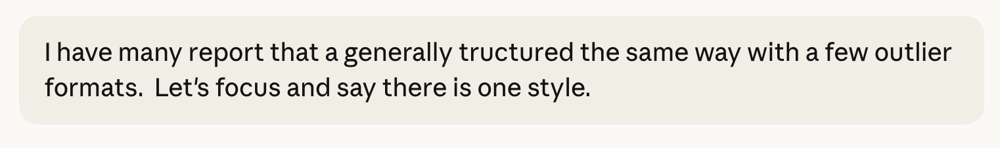 I have many report that a generally tructured the same way with a few outlier
formats.  Let's focus and say there is one style.